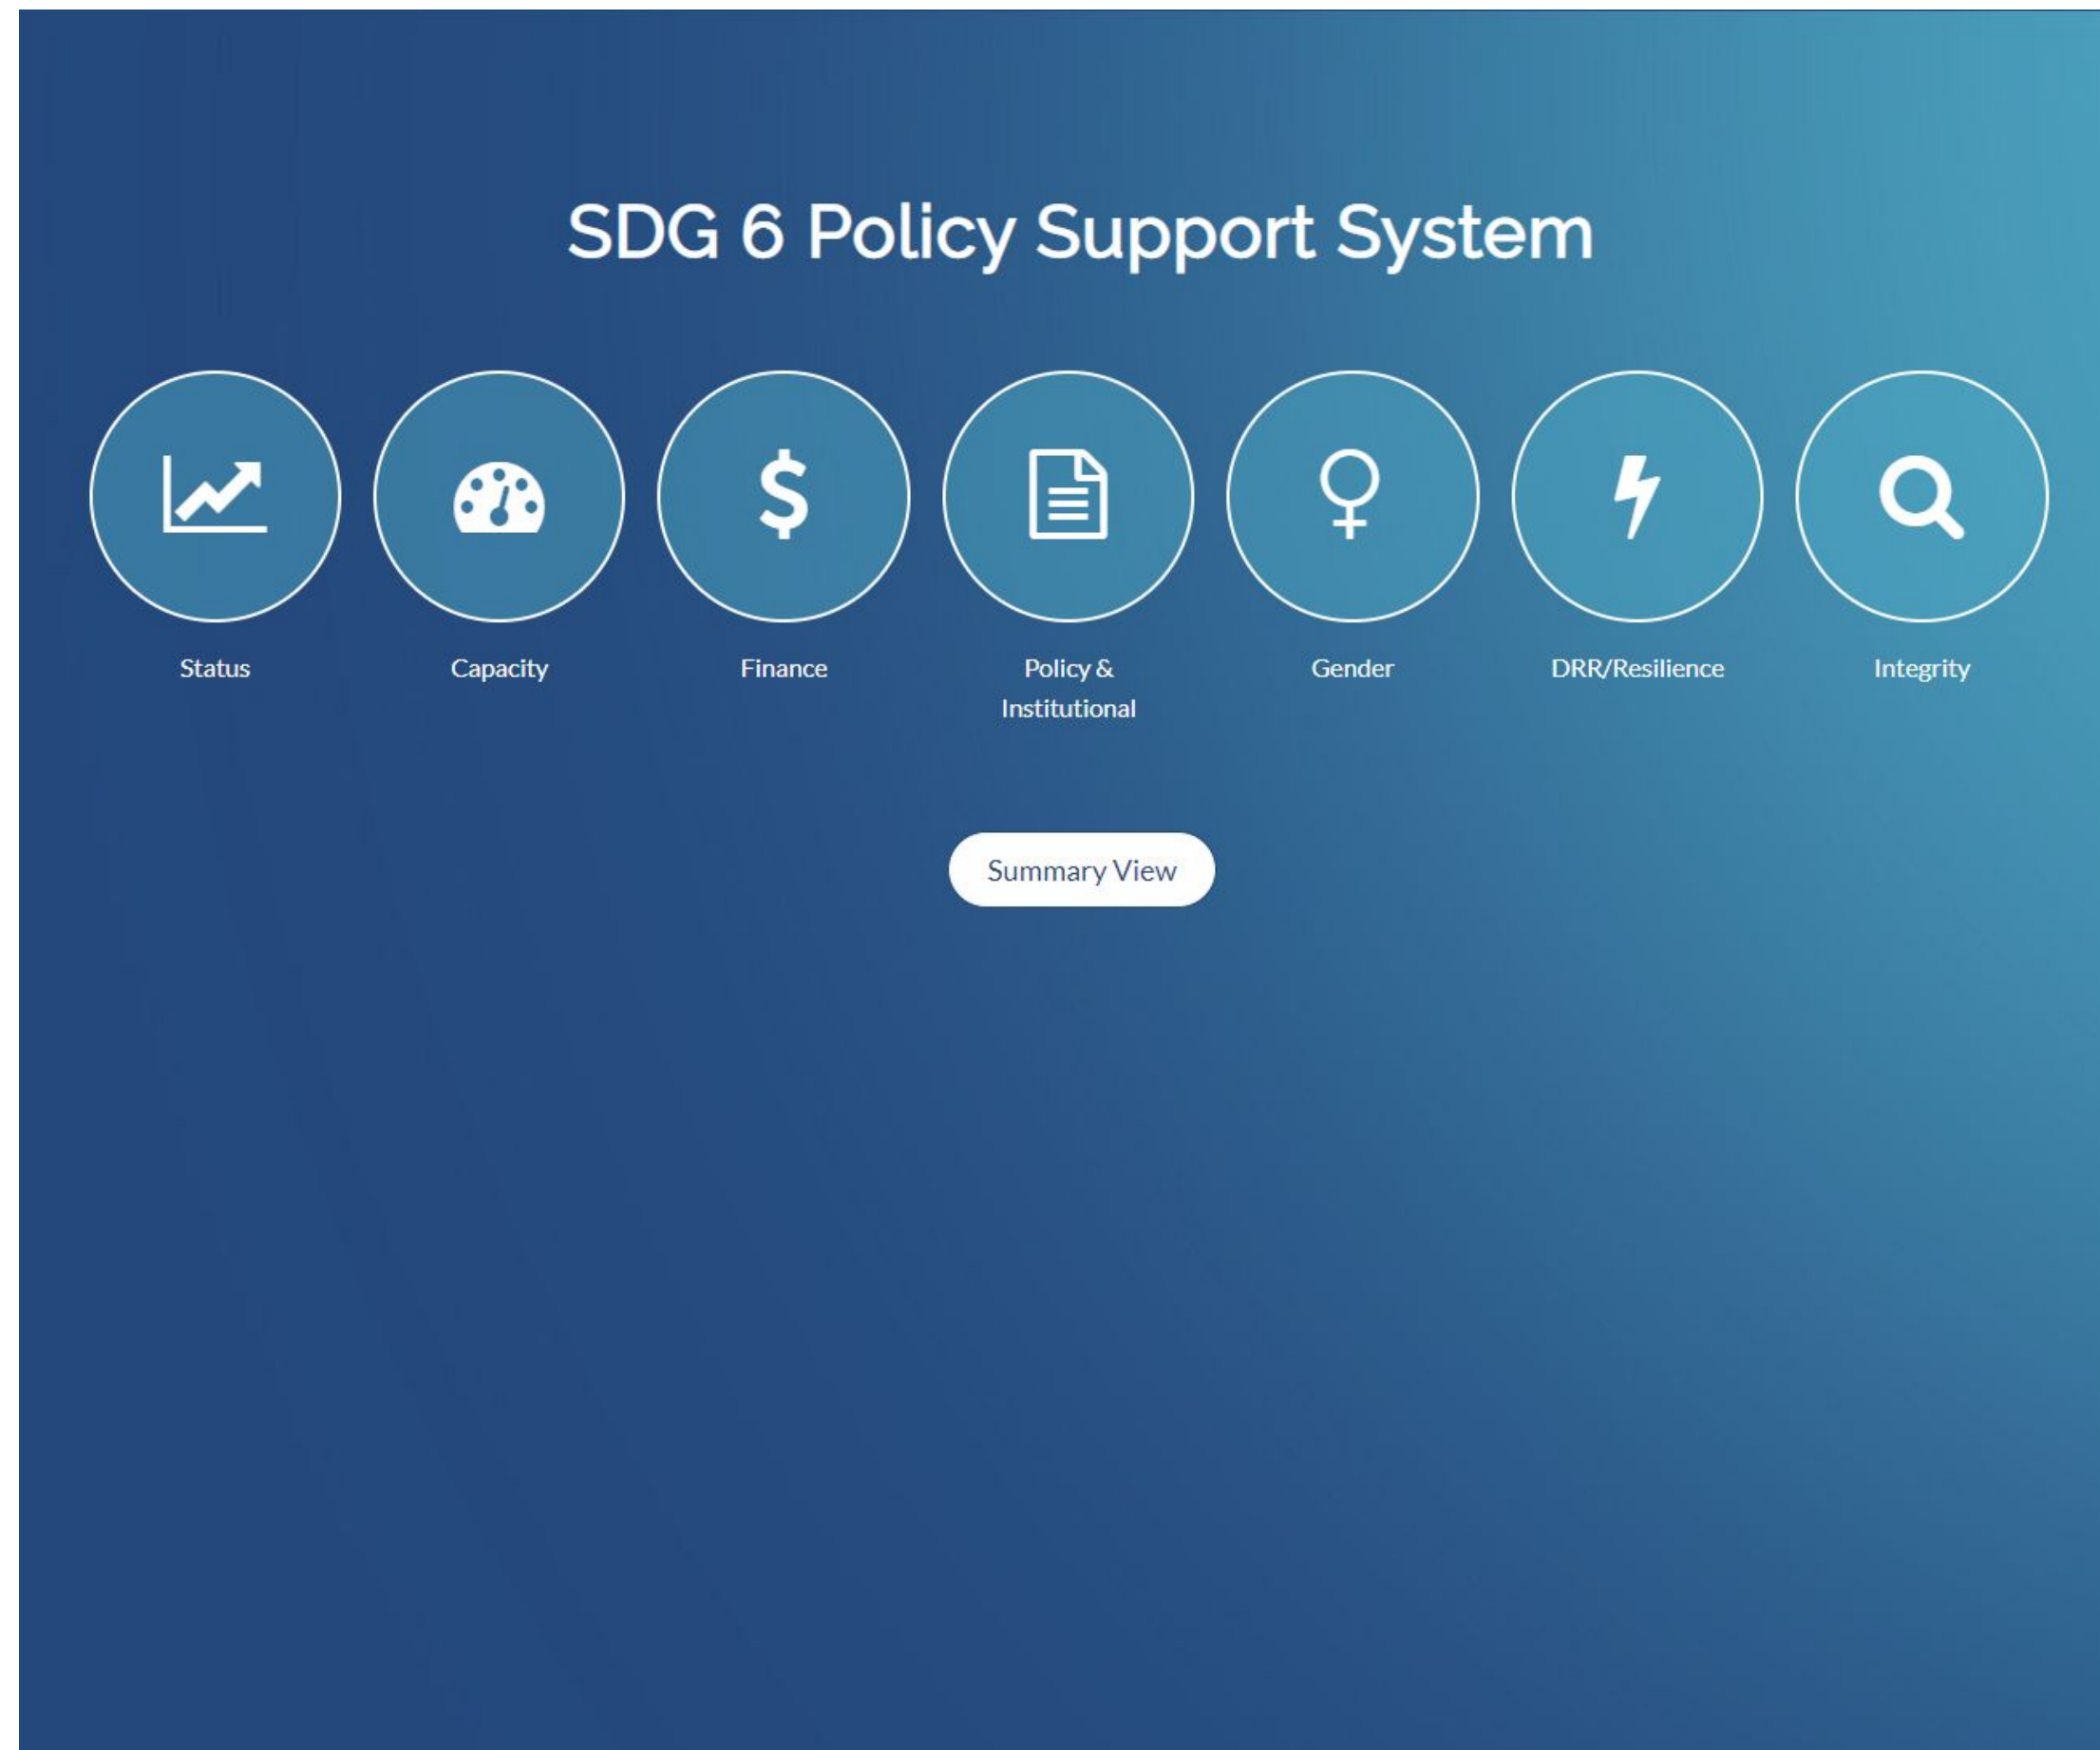 SDG 6 Policy Support System
Status
Capacity
Finance
Policy &
Institutional
Gender
DRR/Resilience
Integrity
Summary View